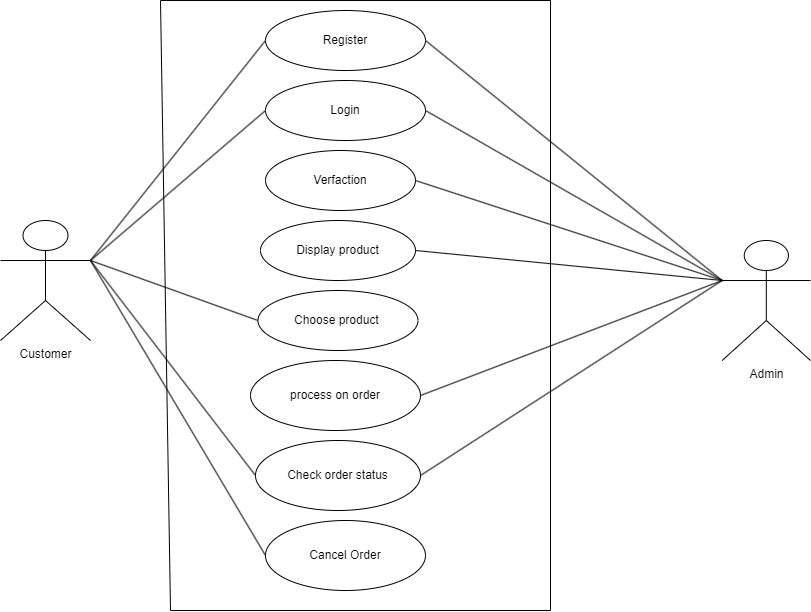 Register
Login
Verfaction
Display product
Choose product
process on order
Check order status
Cancel Order
Customer
Admin